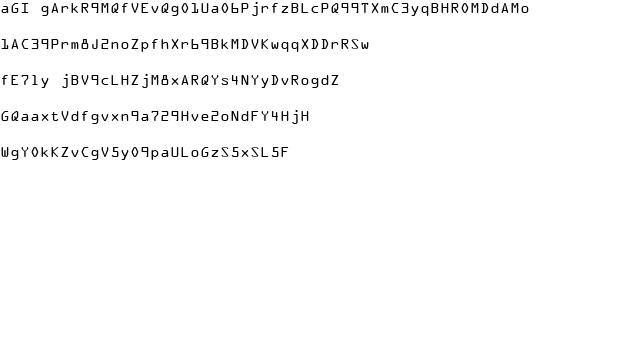 aGI gArkR9MQfVEvQg01Ua06PjrfzBLcPQ99TXmC3yqBHR0MDdAMo
1AC39Prm8J2noZpfhXr69BkMDVKwqqXDDrRSw
fE71y jBV9cLHZjM8xARQYs4NYyDvRogdZ
GQaaxtVdfgvxn9a729Hve2oNdFY4HjH
WgY0kKZvCgV5y09paULoGzS5xSL5F